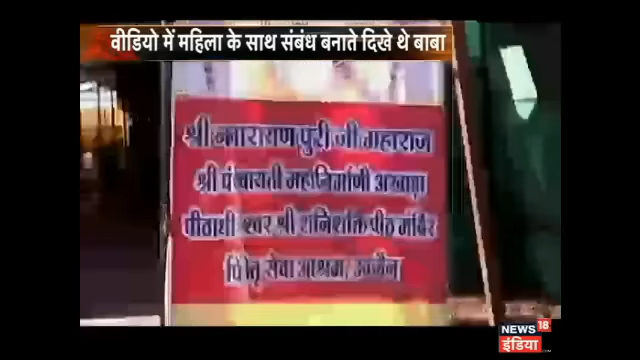 वीडियो में महिला के साथ संबंध बनाते दिखे थे बाबा
श्री नारायण पुरी जी महाराज
श्री पंचायती महानिर्माणी अखाड़ा
पीठाधीश्वर श्री शनि शक्ति पीठ मंदिर
सेवा आश्रम, उज्जैन
NEWS 18
इंडिया